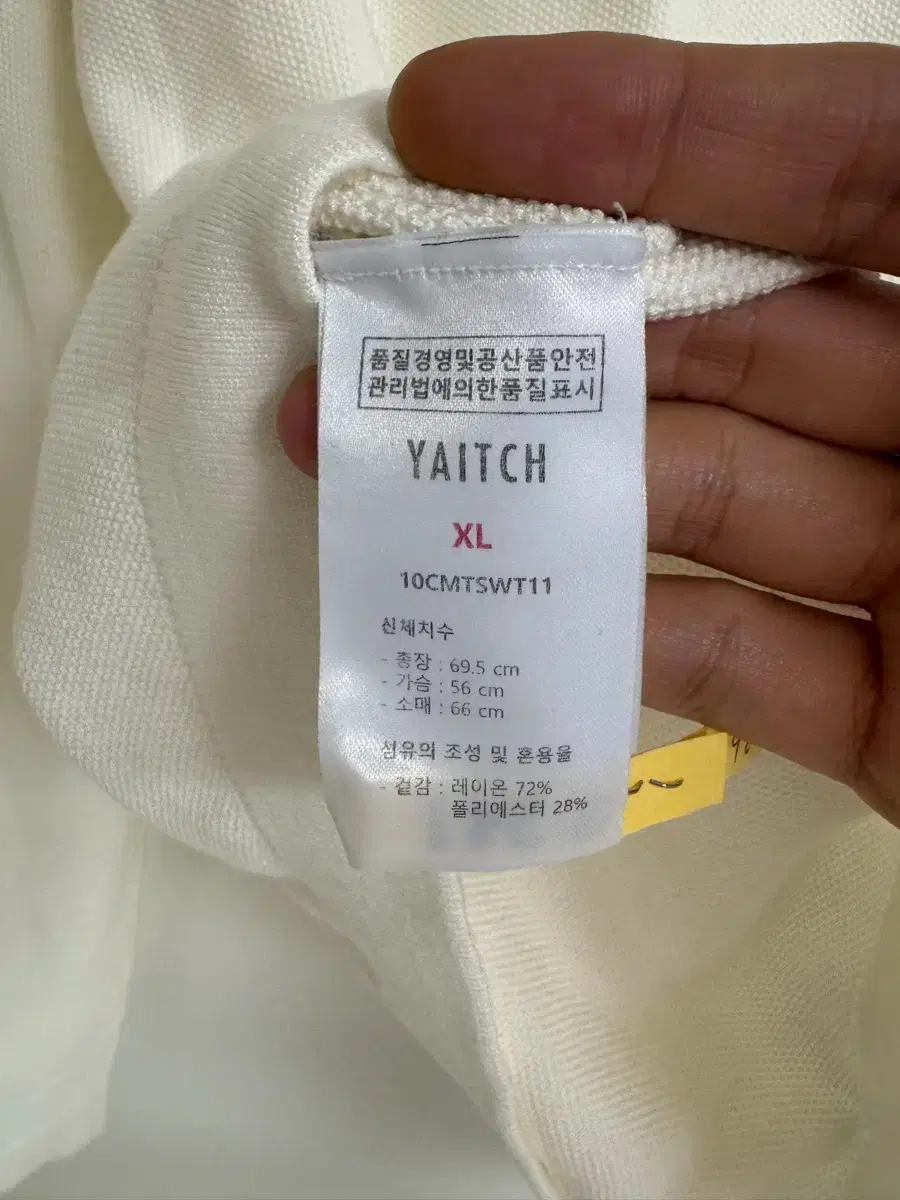 품질경영및공산품안전
관리법에의한품질표시
YAITCH
XL
10CMTSWT11
신체치수
- 총장 : 69.5 cm
- 가슴 : 56 cm
- 소매 : 66 cm
섬유의 조성 및 혼용율
- 겉감 : 레이온 72%
폴리에스터 28%